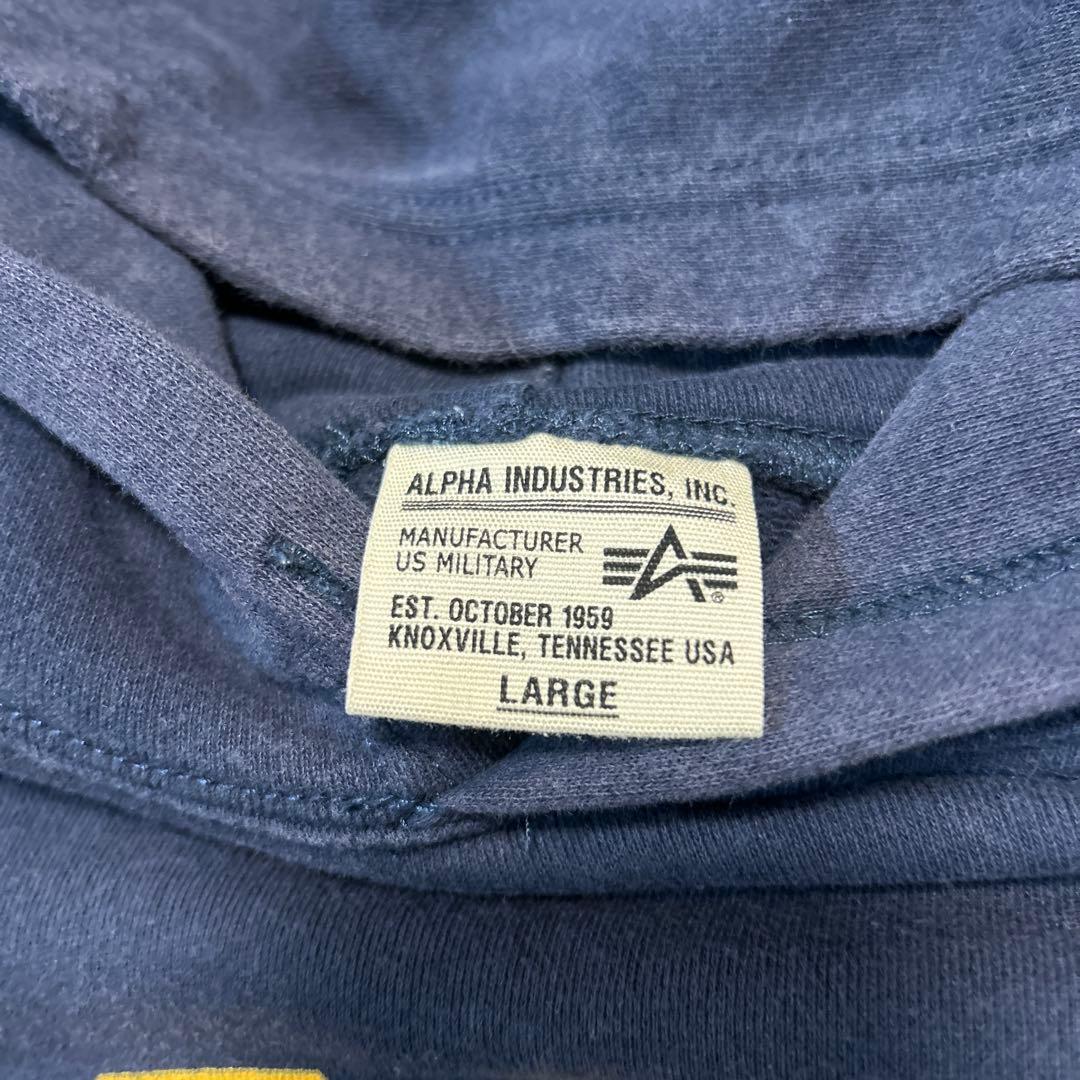 ALPHA INDUSTRIES, INC.
MANUFACTURER
US MILITARY
®
EST. OCTOBER 1959
KNOXVILLE, TENNESSEE USA
LARGE